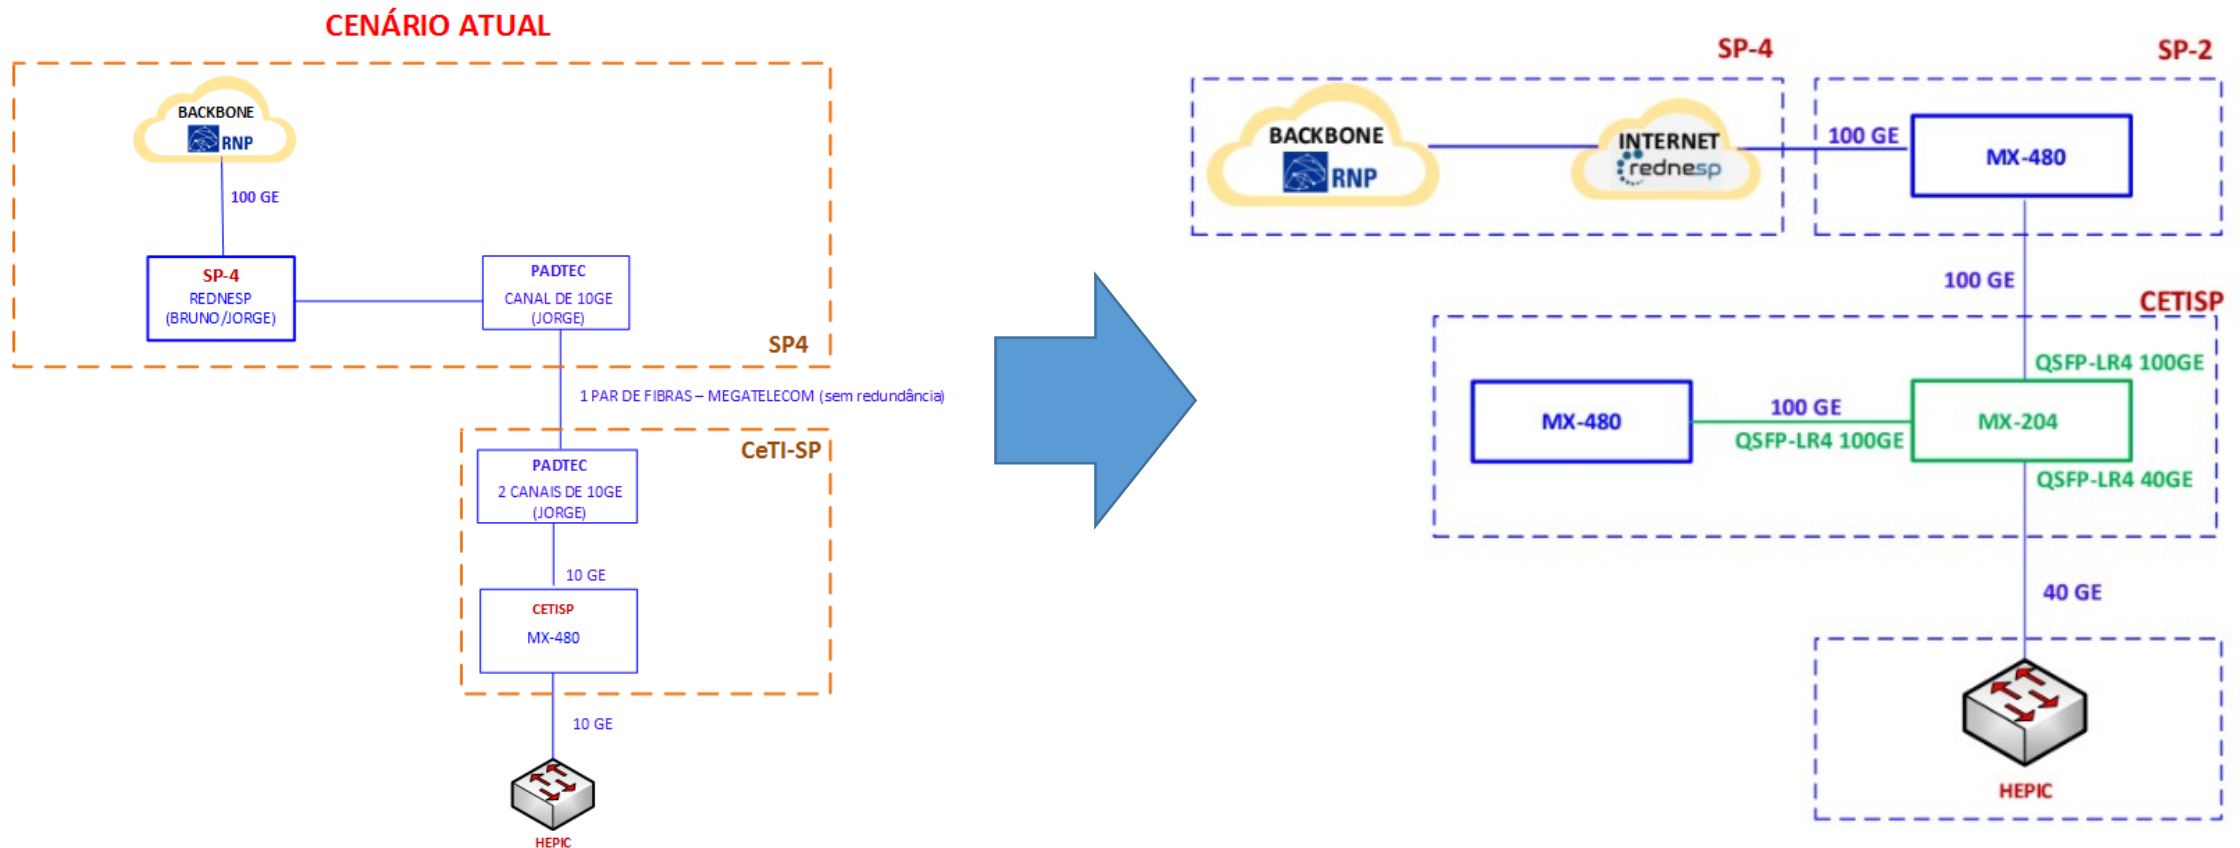 CENÁRIO ATUAL
BACKBONE
RNP
100 GE
SP-4
REDNESP
(BRUNO/JORGE)
PADTEC
CANAL DE 10GE
(JORGE)
SP4
1 PAR DE FIBRAS – MEGATELECOM (sem redundância)
CeTI-SP
PADTEC
2 CANAIS DE 10GE
(JORGE)
10 GE
CETISP
MX-480
10 GE
HEPIC
SP-4
SP-2
BACKBONE
RNP
INTERNET
rednesp
100 GE
MX-480
100 GE
CETISP
QSFP-LR4 100GE
MX-480
100 GE
QSFP-LR4 100GE
MX-204
QSFP-LR4 40GE
40 GE
HEPIC